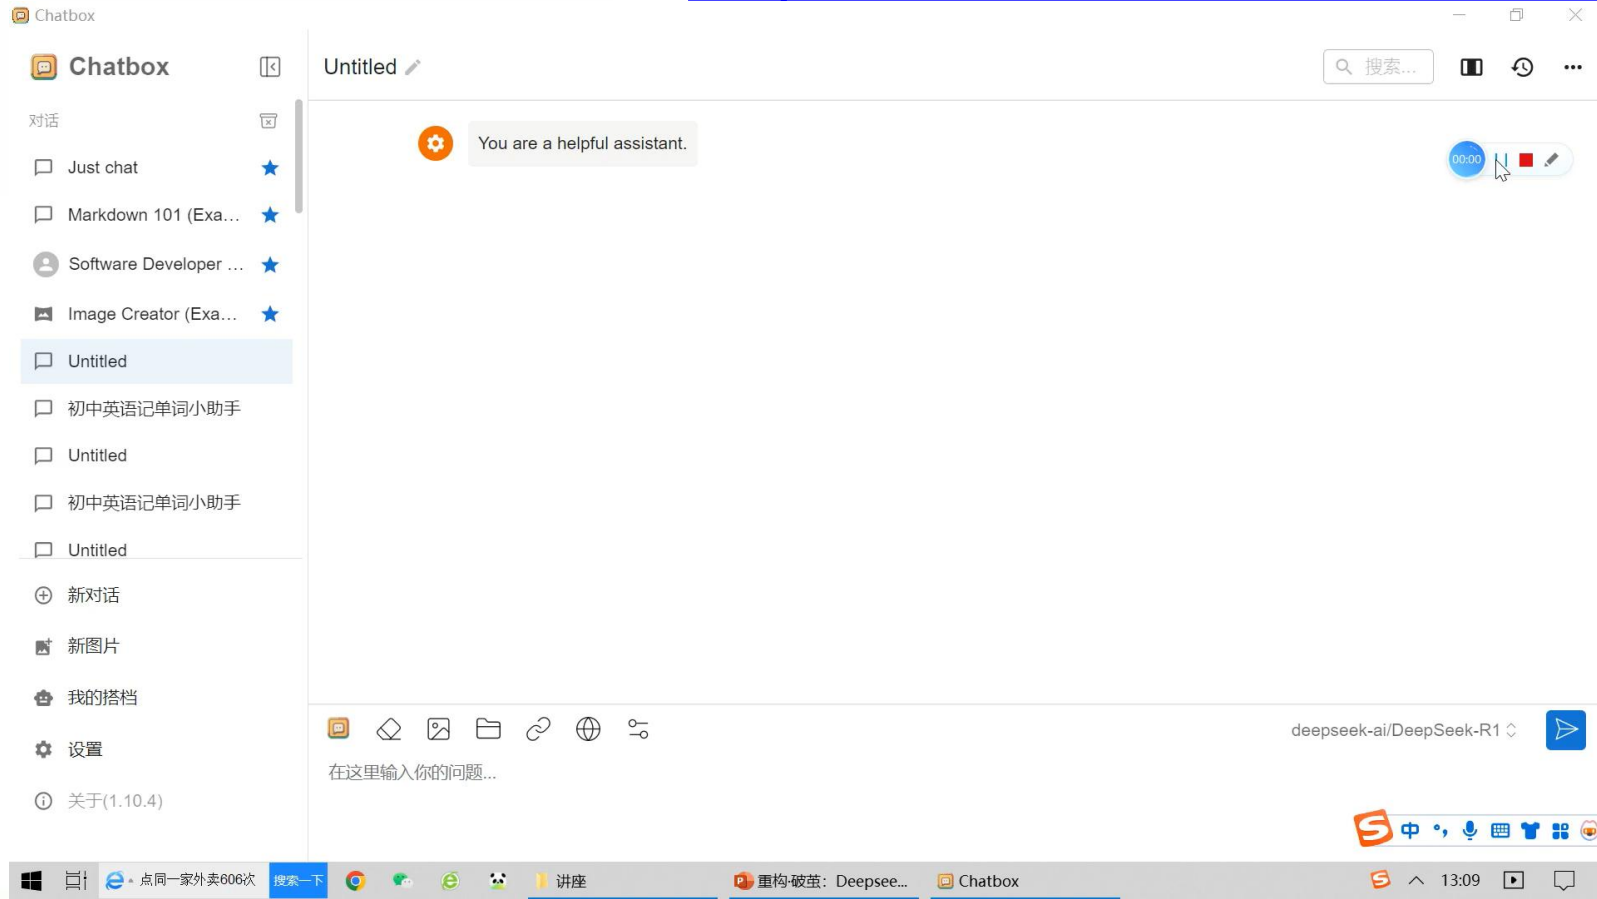 Chatbox
Chatbox
Untitled
搜索...
对话
You are a helpful assistant.
00:00
Just chat
Markdown 101 (Exa...
Software Developer ...
Image Creator (Exa...
Untitled
初中英语记单词小助手
Untitled
初中英语记单词小助手
Untitled
新对话
新图片
我的搭档
设置
关于(1.10.4)
deepseek-ai/DeepSeek-R1
在这里输入你的问题...
中
点同一家外卖606次
搜索一下
讲座
重构·破茧：Deepsee...
Chatbox
13:09